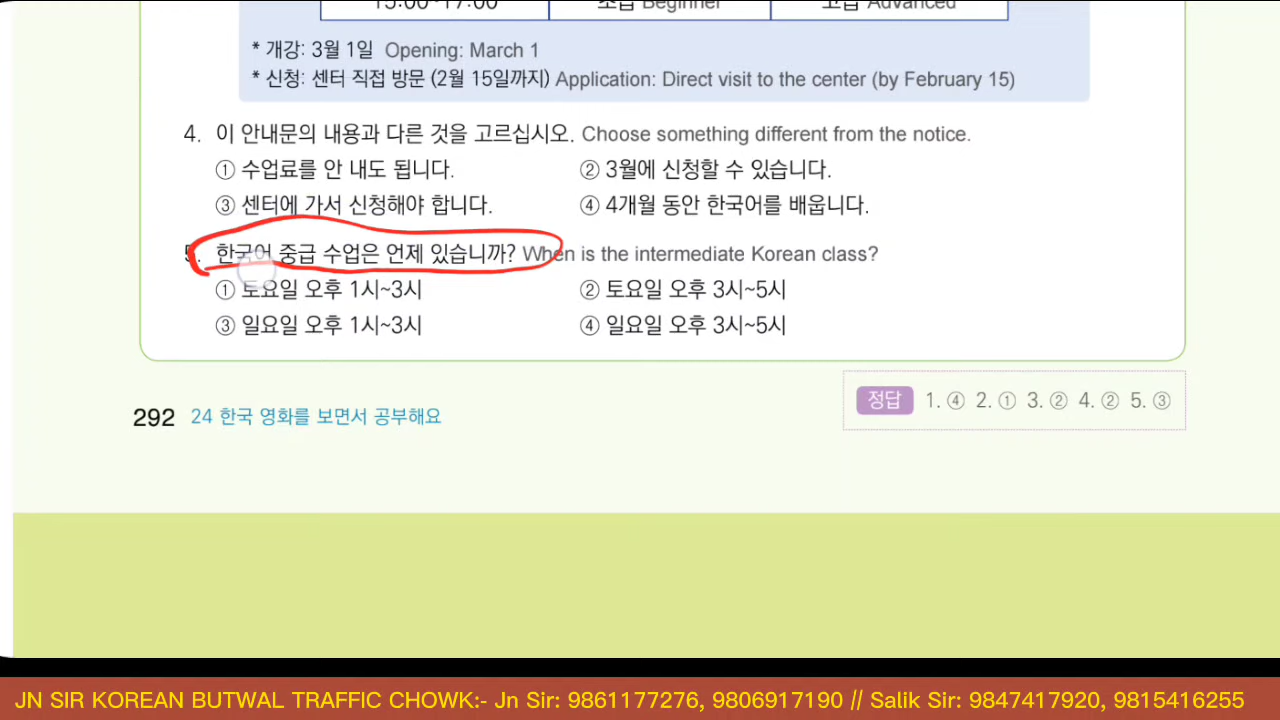 15:00~17:00 초급 Beginner 고급 Advanced
* 개강: 3월 1일 Opening: March 1
* 신청: 센터 직접 방문 (2월 15일까지) Application: Direct visit to the center (by February 15)
4. 이 안내문의 내용과 다른 것을 고르십시오. Choose something different from the notice.
① 수업료를 안 내도 됩니다. ② 3월에 신청할 수 있습니다.
③ 센터에 가서 신청해야 합니다. ④ 4개월 동안 한국어를 배웁니다.
5. 한국어 중급 수업은 언제 있습니까? When is the intermediate Korean class?
① 토요일 오후 1시~3시 ② 토요일 오후 3시~5시
③ 일요일 오후 1시~3시 ④ 일요일 오후 3시~5시
정답 1. ④ 2. ① 3. ② 4. ② 5. ③
292 24 한국 영화를 보면서 공부해요
JN SIR KOREAN BUTWAL TRAFFIC CHOWK:- Jn Sir: 9861177276, 9806917190 // Salik Sir: 9847417920, 9815416255